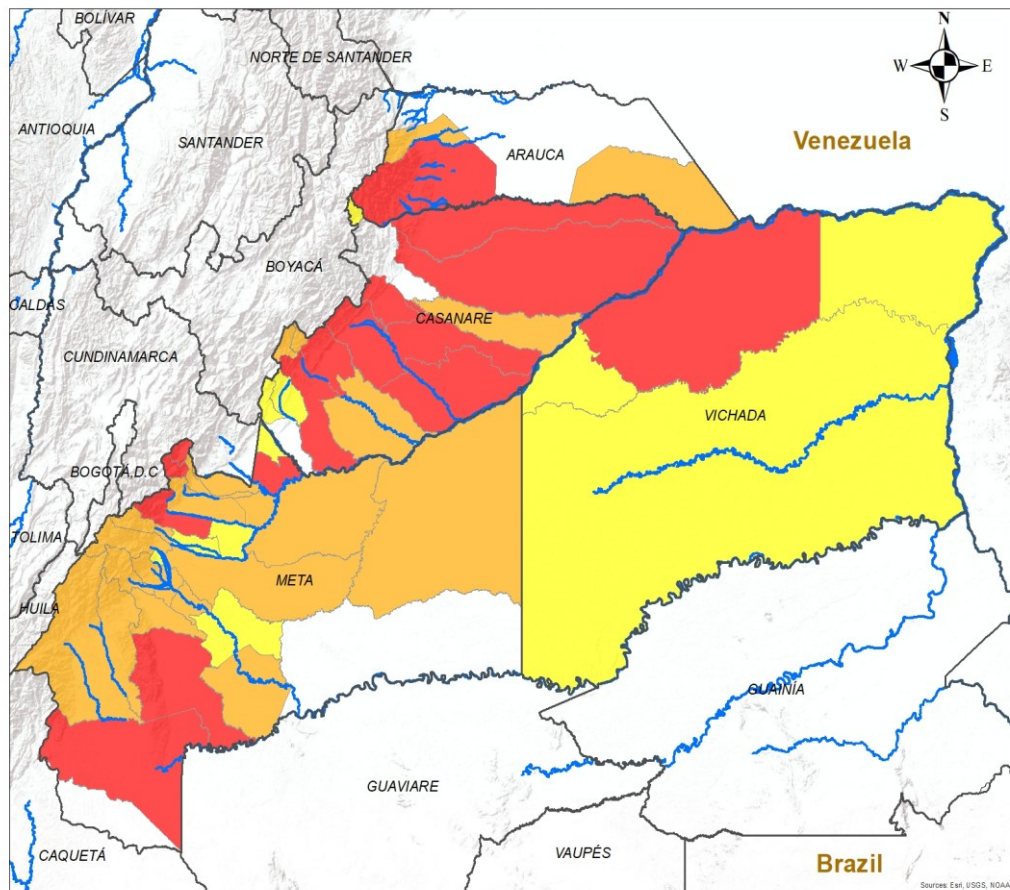 BOLÍVAR
NORTE DE SANTANDER
N
W E
S
ANTIOQUIA
SANTANDER
ARAUCA
Venezuela
BOYACÁ
CALDAS
CASANARE
CUNDINAMARCA
VICHADA
BOGOTÁ D.C
TOLIMA
META
HUILA
GUAINÍA
GUAVIARE
CAQUETÁ
VAUPÉS
Brazil
Sources: Esri, USGS, NOAA